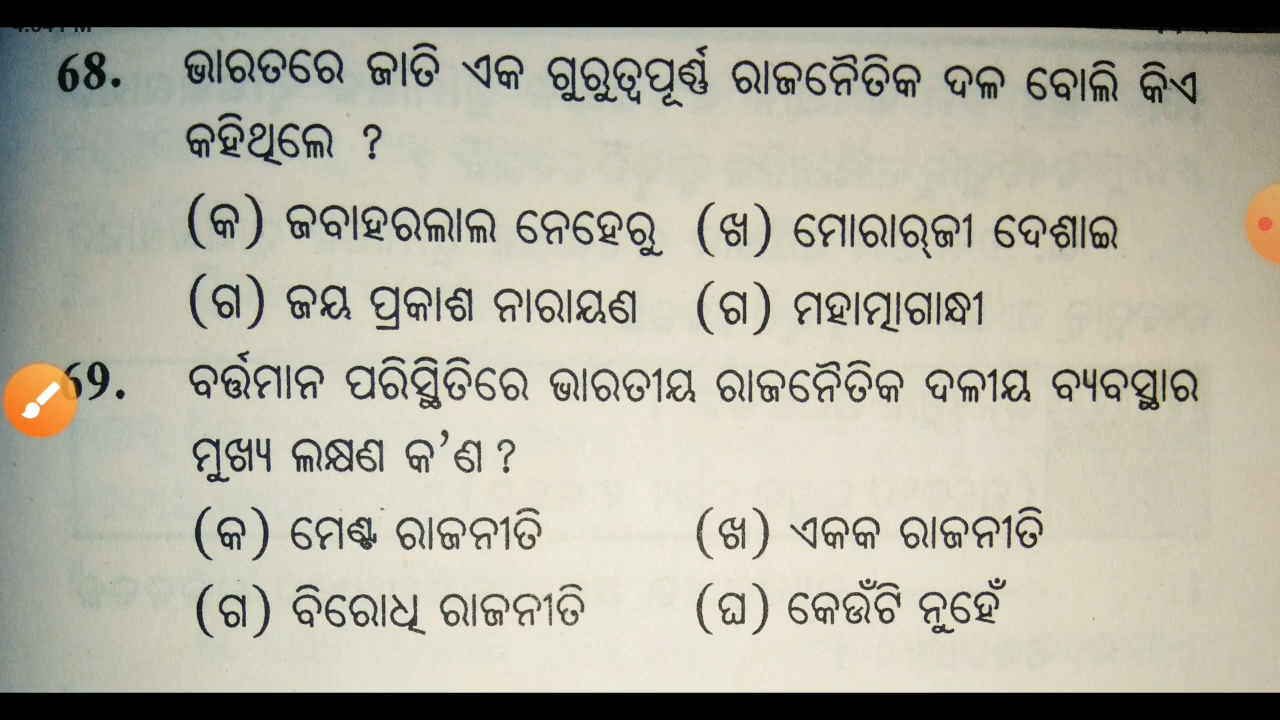 68. ଭାରତରେ ଜାତି ଏକ ଗୁରୁତ୍ୱପୂର୍ଣ୍ଣ ରାଜନୈତିକ ଦଳ ବୋଲି କିଏ
କହିଥିଲେ ?
(କ) ଜବାହରଲାଲ ନେହେରୁ (ଖ) ମୋରାର୍‌ଜୀ ଦେଶାଇ
(ଗ) ଜୟ ପ୍ରକାଶ ନାରାୟଣ (ଗ) ମହାତ୍ମାଗାନ୍ଧୀ
69. ବର୍ତ୍ତମାନ ପରିସ୍ଥିତିରେ ଭାରତୀୟ ରାଜନୈତିକ ଦଳୀୟ ବ୍ୟବସ୍ଥାର
ମୁଖ୍ୟ ଲକ୍ଷଣ କ'ଣ ?
(କ) ମେଣ୍ଟ ରାଜନୀତି (ଖ) ଏକକ ରାଜନୀତି
(ଗ) ବିରୋଧି ରାଜନୀତି (ଘ) କେଉଁଟି ନୁହେଁ